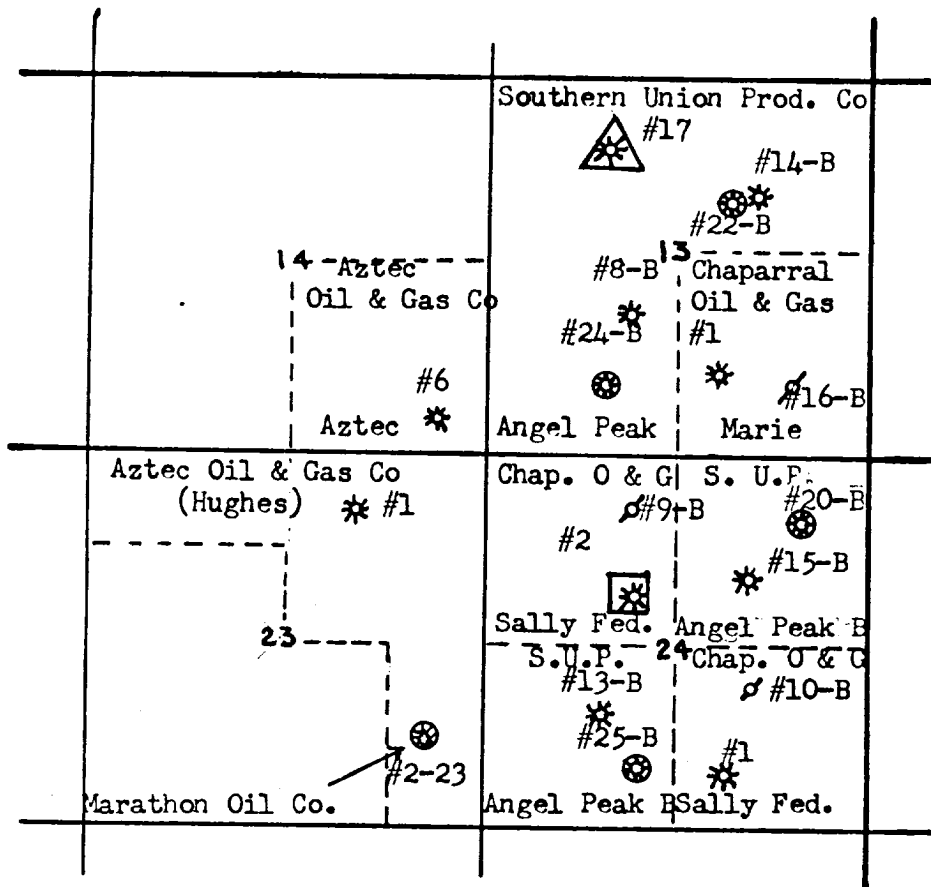 Southern Union Prod. Co
#17
#14-B
#22-B
14
Aztec
Oil & Gas Co
#6
Aztec
13
#8-B
Chaparral
Oil & Gas
#24-B
#1
#16-B
Angel Peak
Marie
Aztec Oil & Gas Co
(Hughes)
#1
23
#2-23
Marathon Oil Co.
Chap. O & G
S. U.P.
#9-B
#20-B
#2
#15-B
Sally Fed.
Angel Peak B
24
S.U.P.
Chap. O & G
#13-B
#10-B
#25-B
#1
Angel Peak B
Sally Fed.